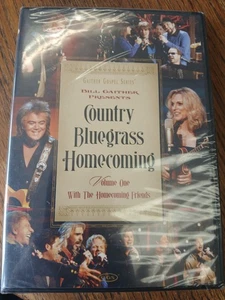 Gaither Gospel Series
Bill Gaither
Presents
Country
Bluegrass
Homecoming
Volume One
With The Homecoming Friends